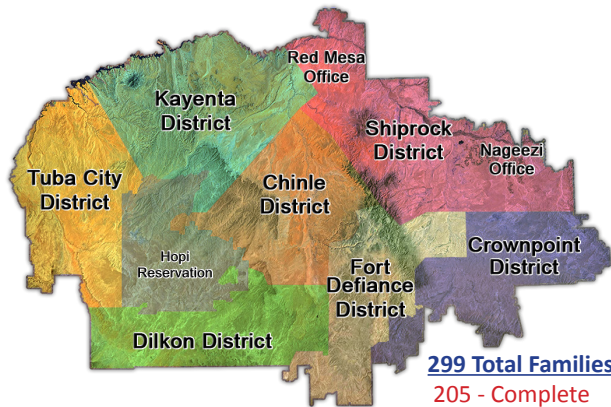 Red Mesa
Office
Kayenta
District
Shiprock
District
Nageezi
Office
Tuba City
District
Chinle
District
Hopi
Reservation
Crownpoint
District
Fort
Defiance
District
Dilkon District
299 Total Families
205 - Complete